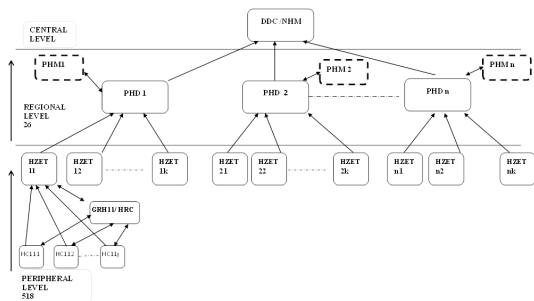 DDC /NHM
CENTRAL
LEVEL
PHM1
PHM 2
PHM n
PHD 1
PHD 2
PHD n
REGIONAL
LEVEL
26
HZET
11
HZET
12
HZET
1k
HZET
21
HZET
22
HZET
2k
HZET
n1
HZET
n2
HZET
nk
GRH11/ HRC
HC111
HC112
HC11j
PERIPHERAL
LEVEL
518